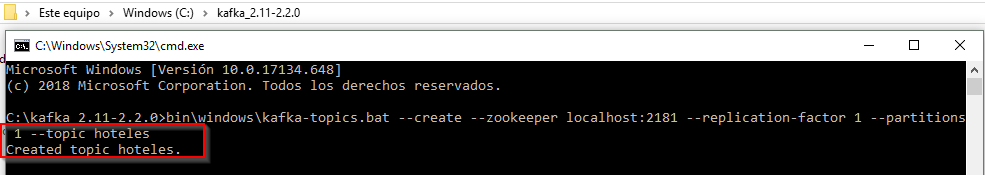 Este equipo > Windows (C:) > kafka_2.11-2.2.0
C:\Windows\System32\cmd.exe
Microsoft Windows [Versión 10.0.17134.648]
(c) 2018 Microsoft Corporation. Todos los derechos reservados.
C:\kafka_2.11-2.2.0>bin\windows\kafka-topics.bat --create --zookeeper localhost:2181 --replication-factor 1 --partitions
1 --topic hoteles
Created topic hoteles.